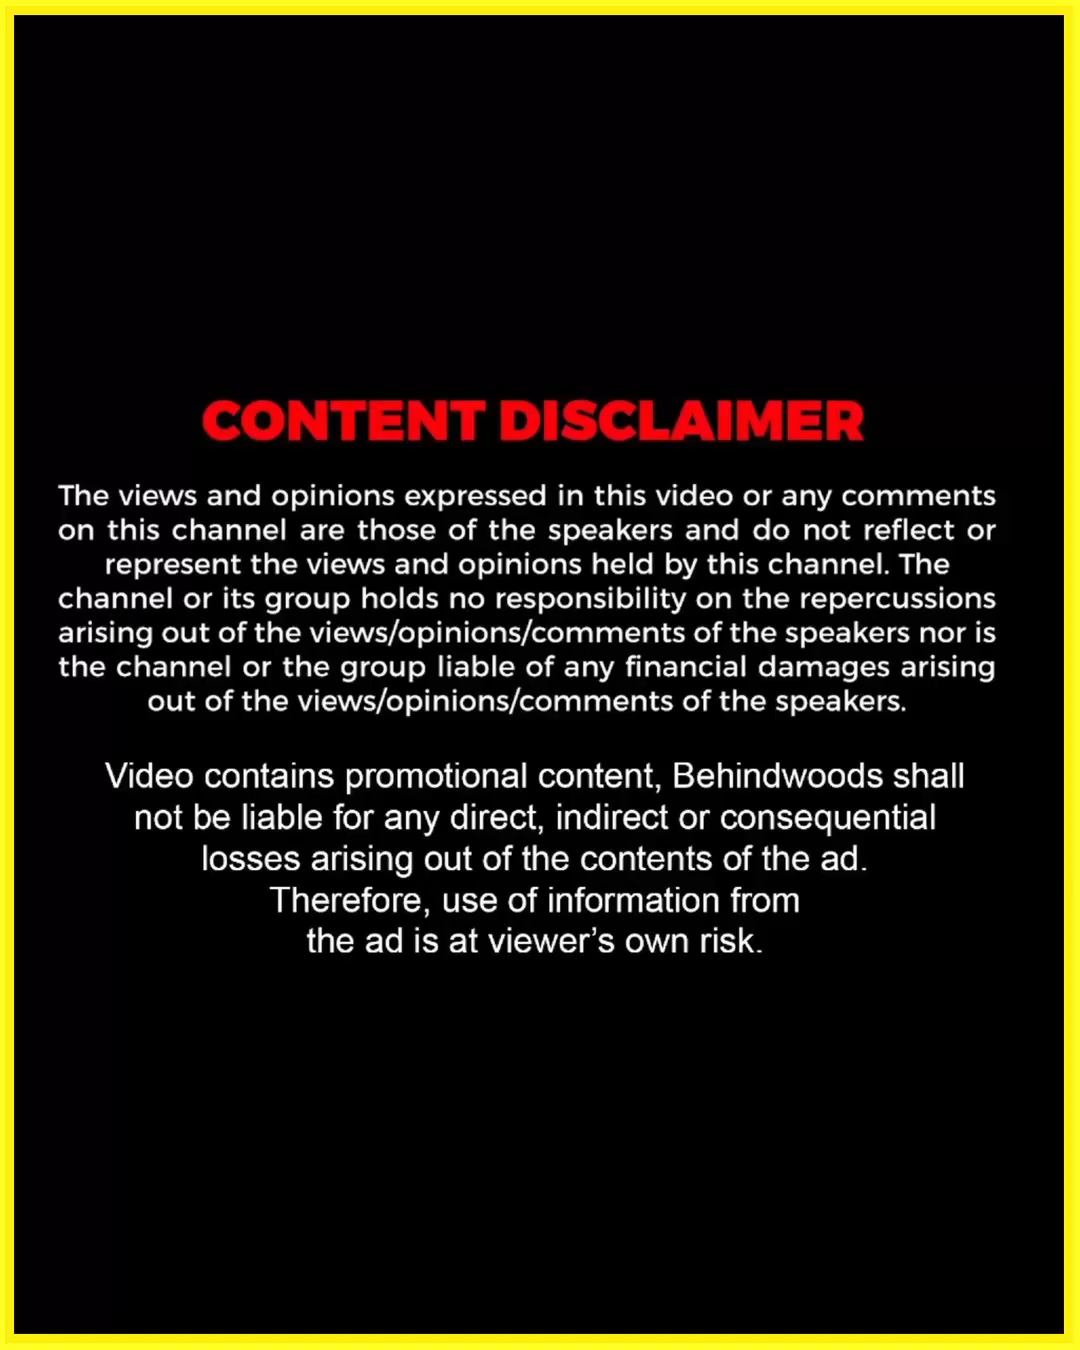 CONTENT DISCLAIMER
The views and opinions expressed in this video or any comments
on this channel are those of the speakers and do not reflect or
represent the views and opinions held by this channel. The
channel or its group holds no responsibility on the repercussions
arising out of the views/opinions/comments of the speakers nor is
the channel or the group liable of any financial damages arising
out of the views/opinions/comments of the speakers.
Video contains promotional content, Behindwoods shall
not be liable for any direct, indirect or consequential
losses arising out of the contents of the ad.
Therefore, use of information from
the ad is at viewer’s own risk.